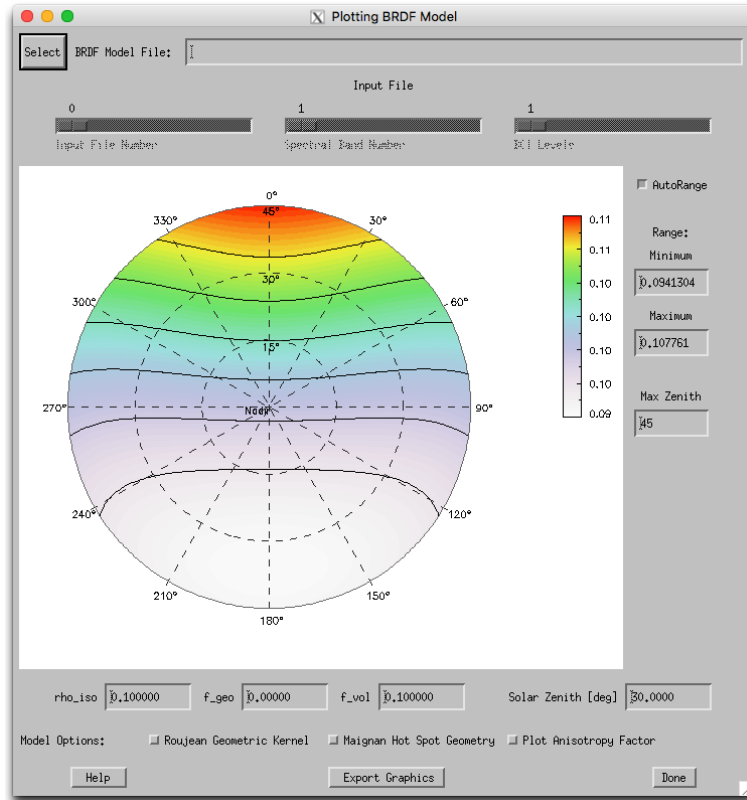 Plotting BRDF Model
Select BRDF Model File:
Input File
0 1 1
Input File Number Spectral Band Number BCI Levels
AutoRange
0°
45°
330° 30°
0.11
0.11
Range:
Minimum
30°
0.10
0.0941304
300° 60°
0.10
Maximum
15°
0.10
0.107761
0.10
Max Zenith
270° Nadir 90°
0.09
45
240° 120°
210° 150°
180°
rho_iso 0.100000 f_geo 0.00000 f_vol 0.100000 Solar Zenith [deg] 30.0000
Model Options: Roujean Geometric Kernel Maignan Hot Spot Geometry Plot Anisotropy Factor
Help Export Graphics Done